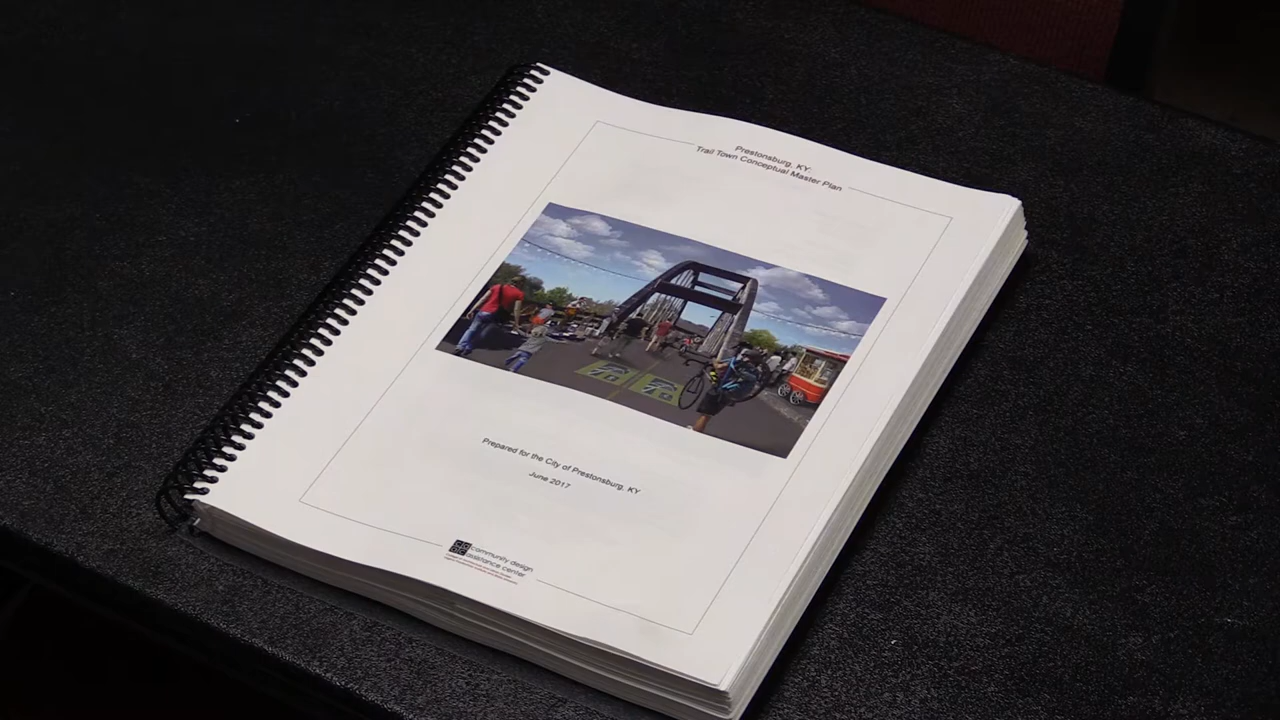 Prestonsburg, KY:
Trail Town Conceptual Master Plan
Prepared for the City of Prestonsburg, KY
June 2017
community design
assistance center